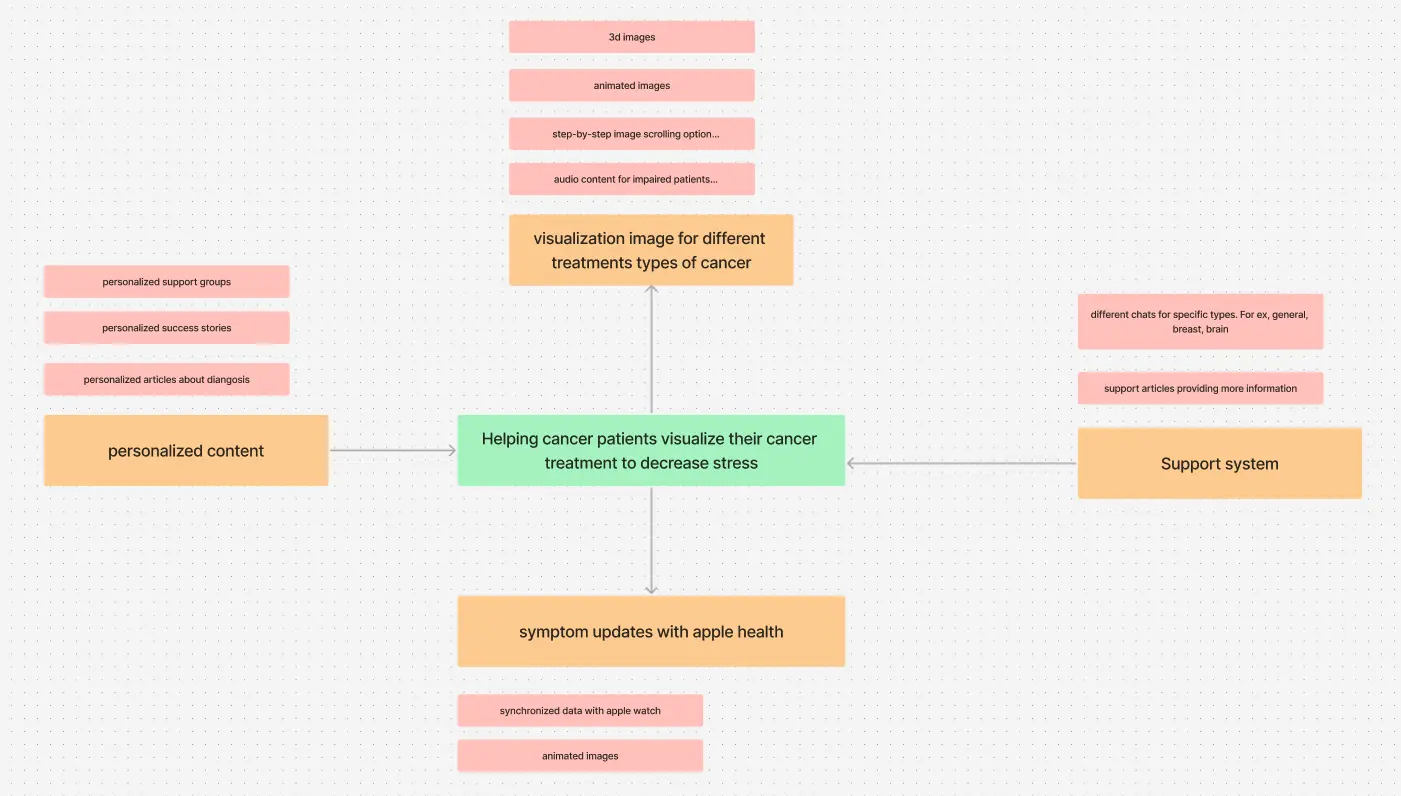 3d images
animated images
step-by-step image scrolling option...
audio content for impaired patients...
visualization image for different
treatments types of cancer
personalized support groups
personalized success stories
personalized articles about diangosis
personalized content
Helping cancer patients visualize their cancer
treatment to decrease stress
different chats for specific types. For ex, general,
breast, brain
support articles providing more information
Support system
symptom updates with apple health
synchronized data with apple watch
animated images